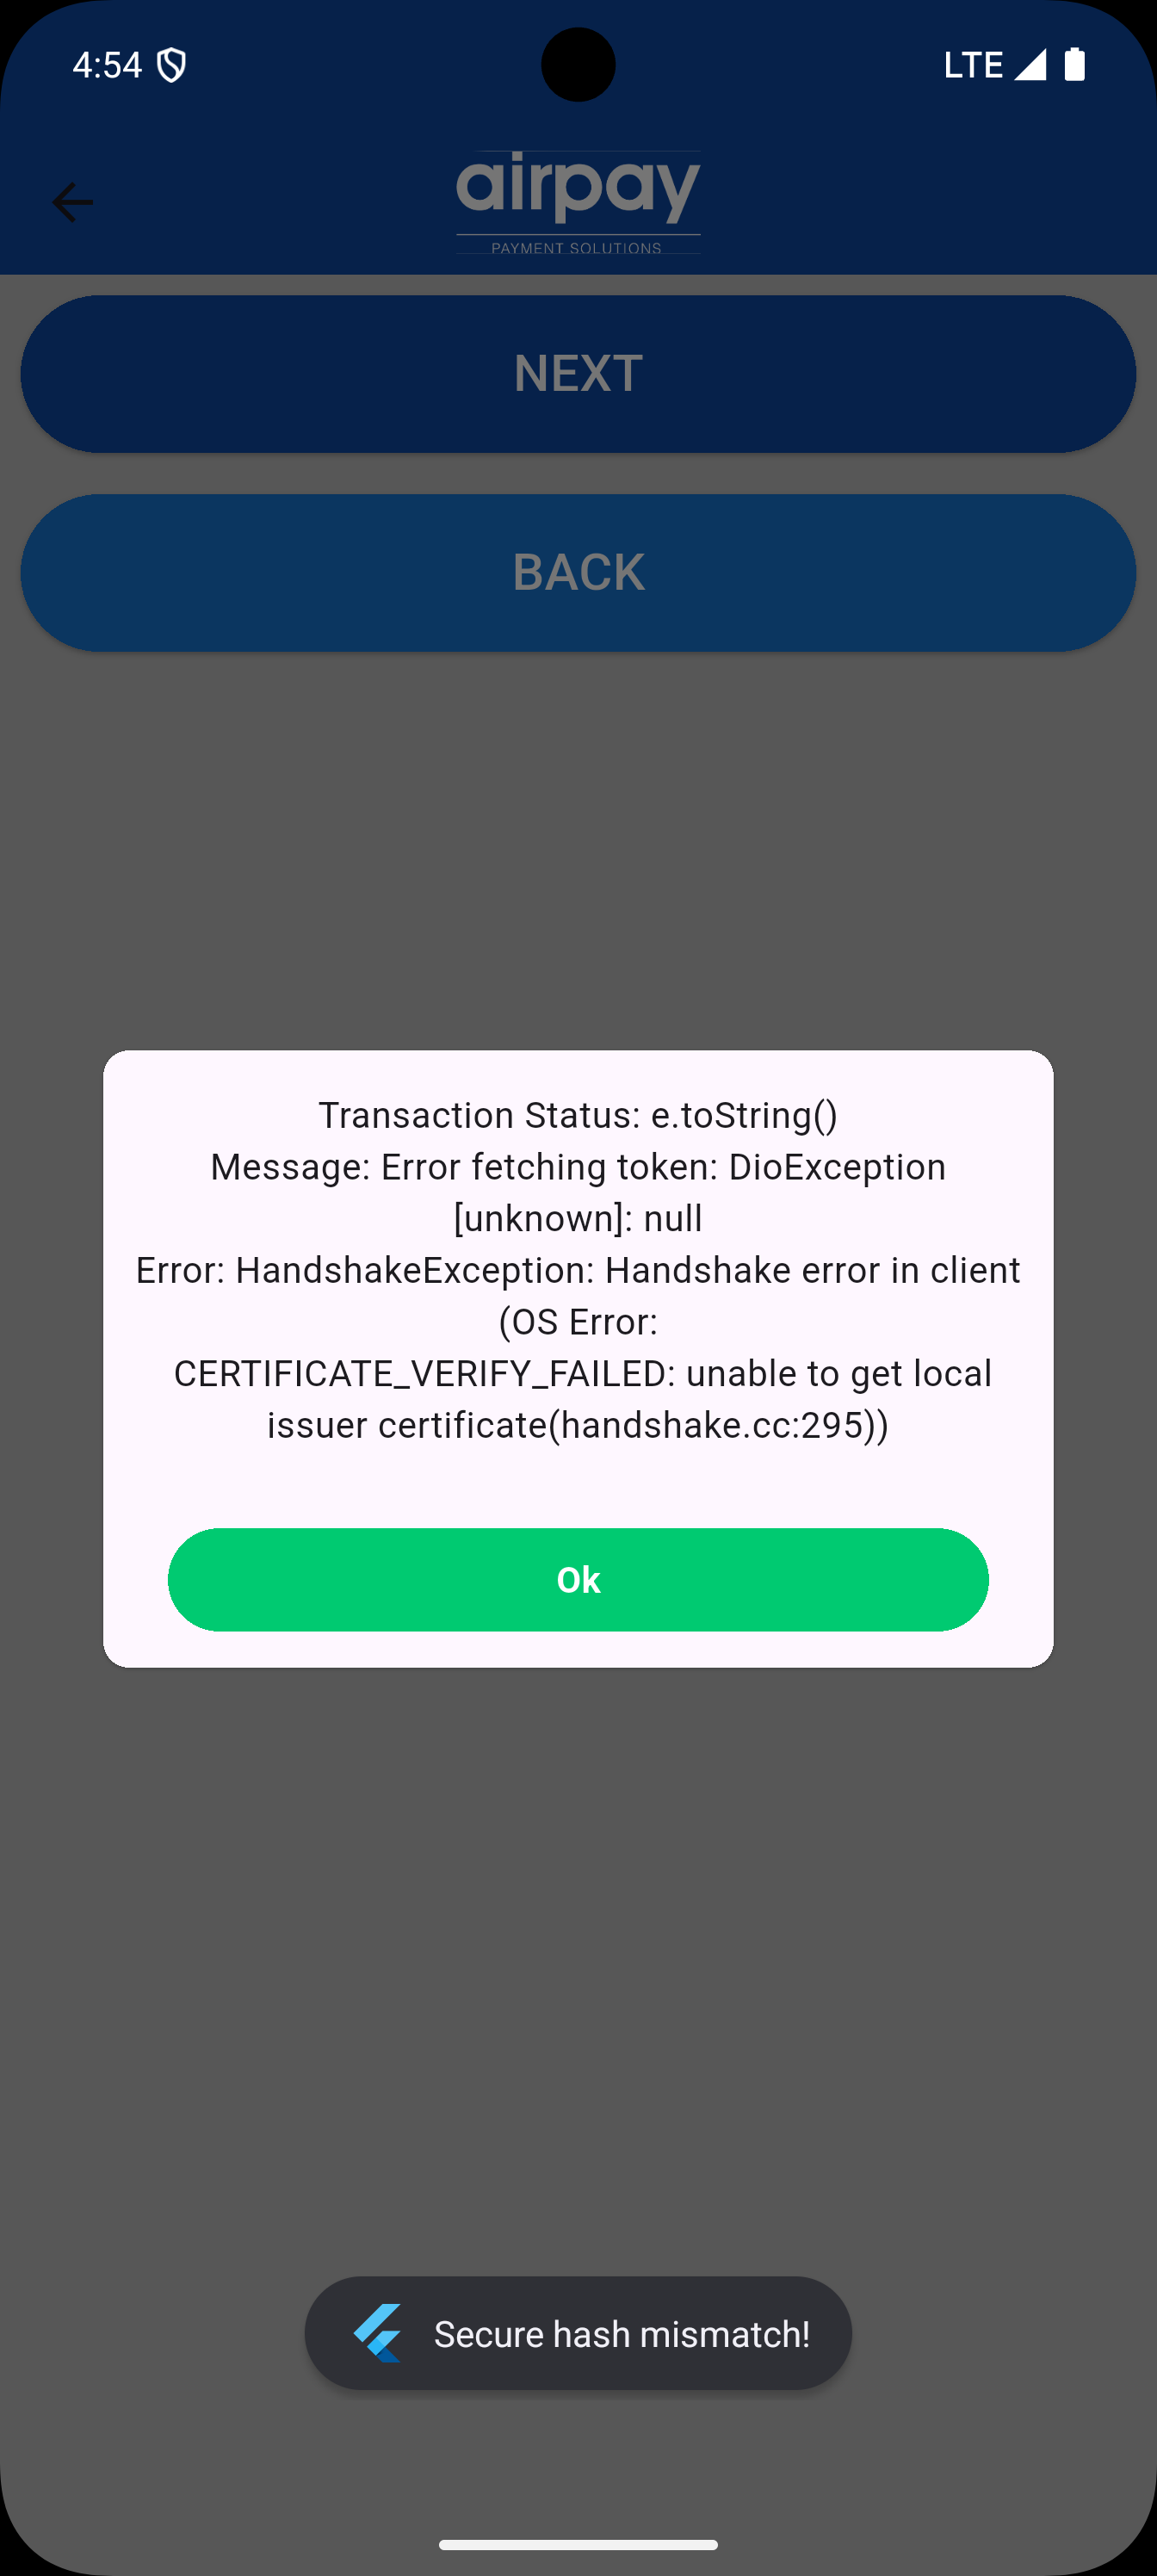 4:54
LTE
airpay
PAYMENT SOLUTIONS
NEXT
BACK
Transaction Status: e.toString()
Message: Error fetching token: DioException
[unknown]: null
Error: HandshakeException: Handshake error in client
(OS Error:
CERTIFICATE_VERIFY_FAILED: unable to get local
issuer certificate(handshake.cc:295))
Ok
Secure hash mismatch!